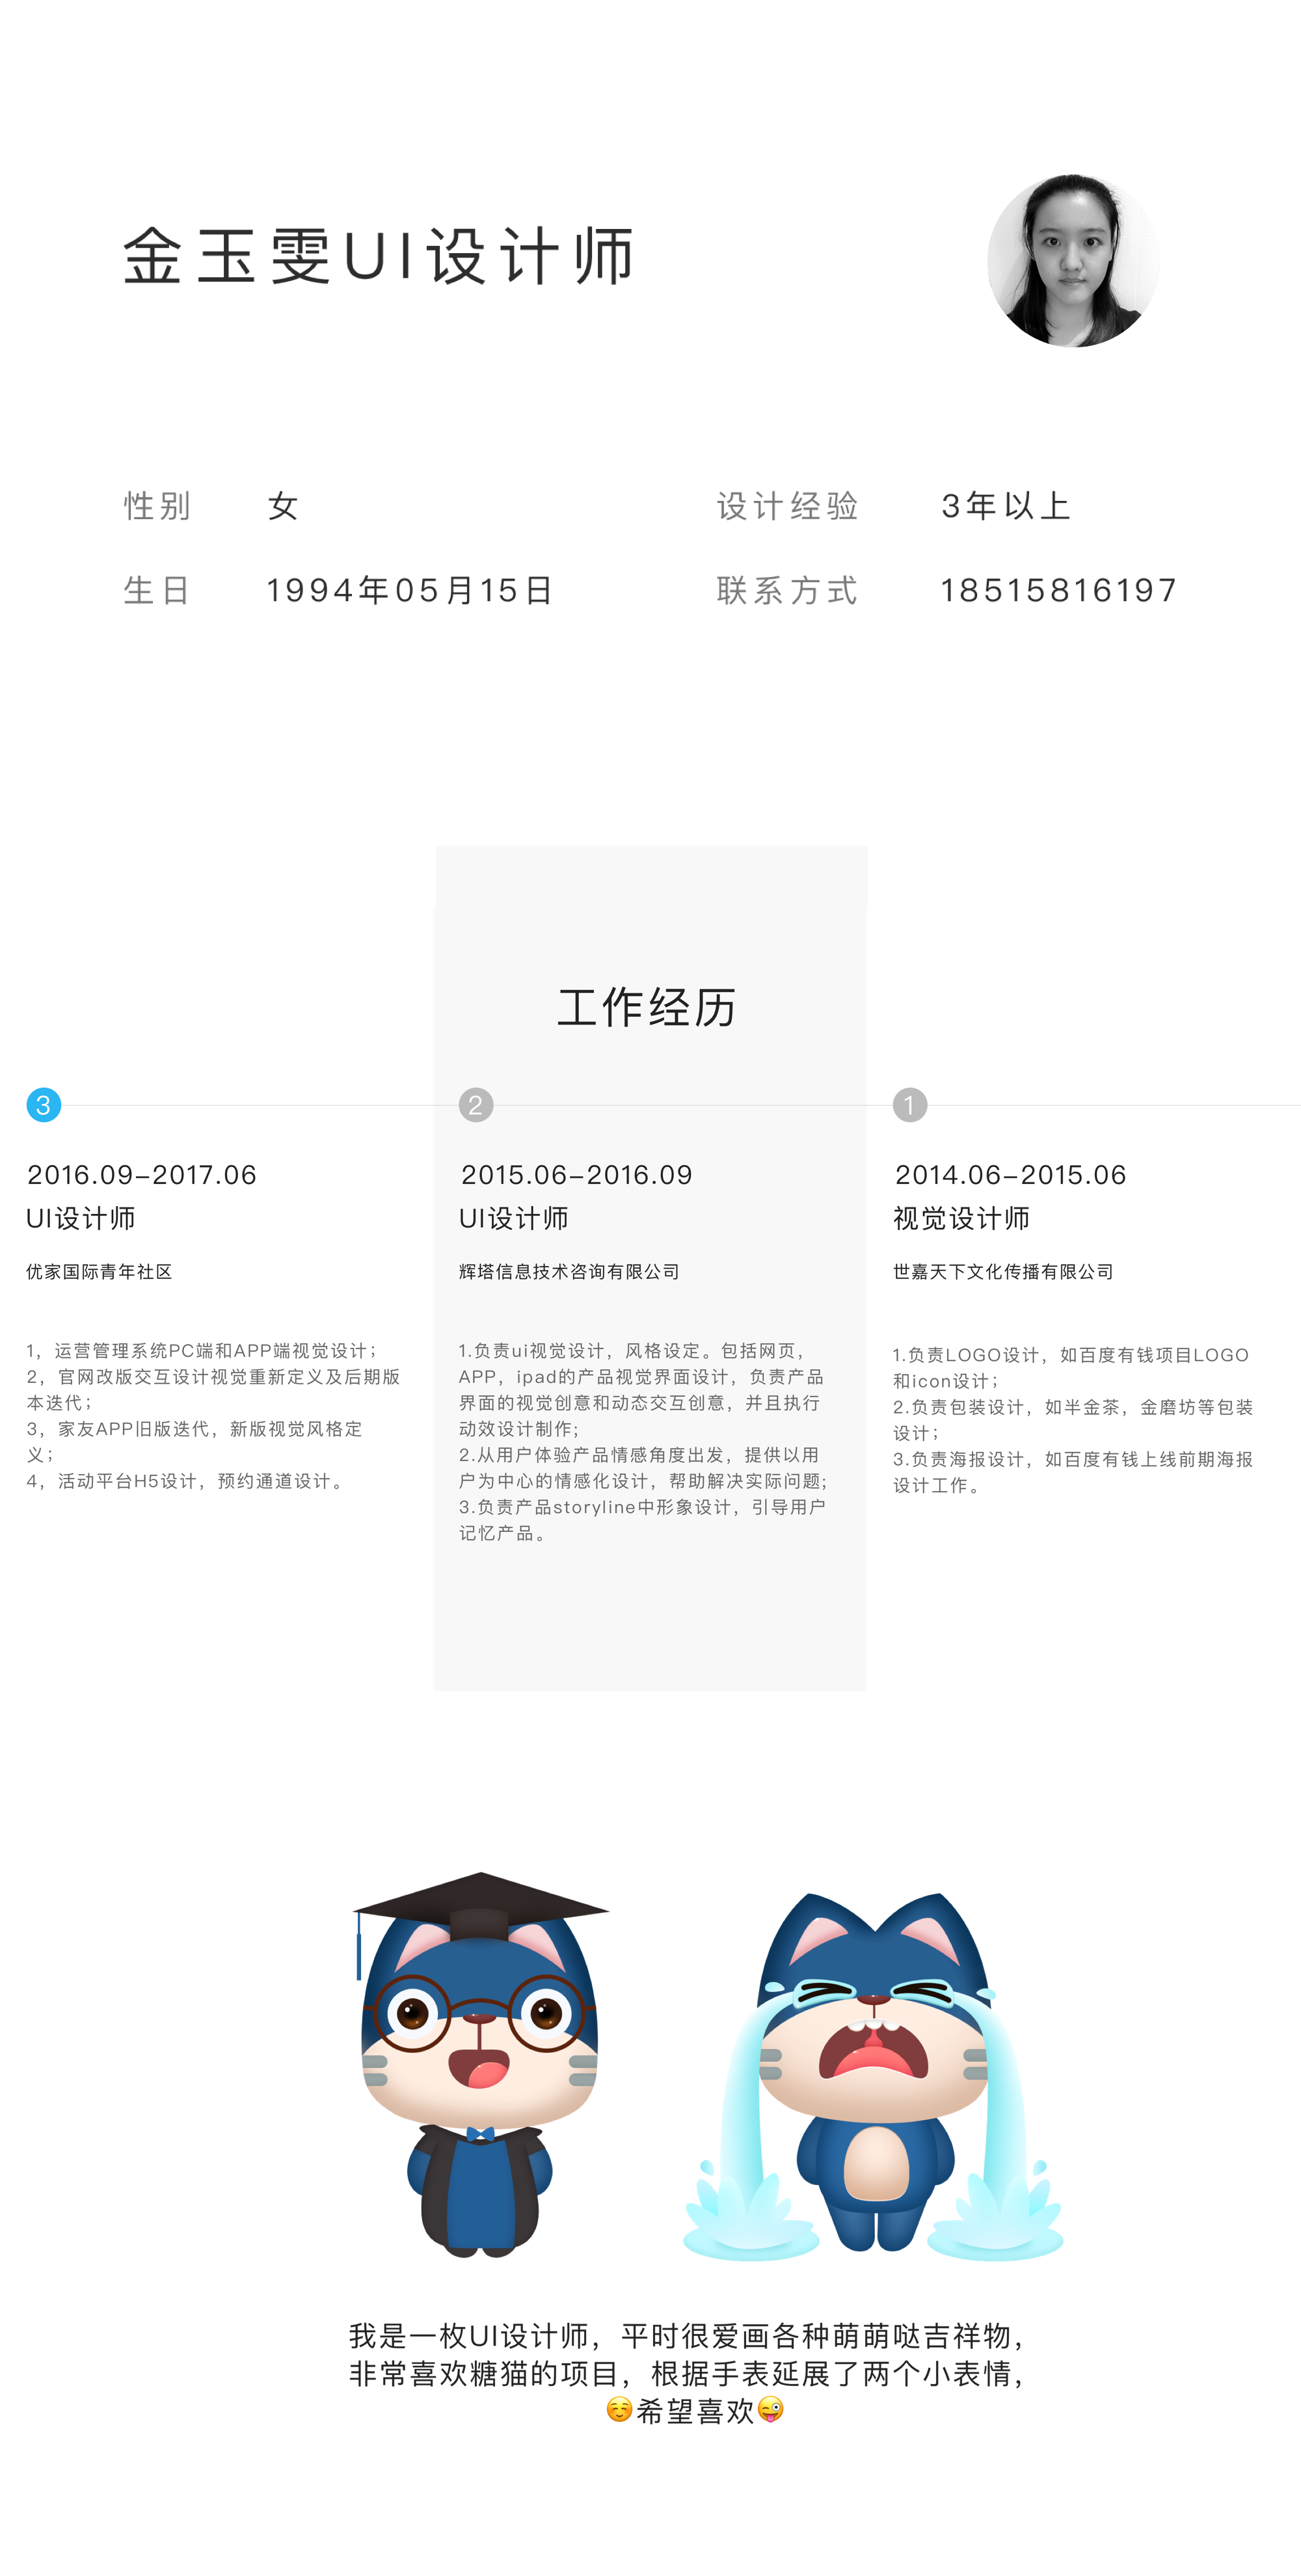 金玉雯UI设计师
性别 女 设计经验 3年以上
生日 1994年05月15日 联系方式 18515816197
工作经历
3
2016.09–2017.06
UI设计师
优家国际青年社区
1，运营管理系统PC端和APP端视觉设计；
2，官网改版交互设计视觉重新定义及后期版
本迭代；
3，家友APP旧版迭代，新版视觉风格定
义；
4，活动平台H5设计，预约通道设计。
2
2015.06–2016.09
UI设计师
辉塔信息技术咨询有限公司
1.负责ui视觉设计，风格设定。包括网页，
APP，ipad的产品视觉界面设计，负责产品
界面的视觉创意和动态交互创意，并且执行
动效设计制作;
2.从用户体验产品情感角度出发，提供以用
户为中心的情感化设计，帮助解决实际问题;
3.负责产品storyline中形象设计，引导用户
记忆产品。
1
2014.06–2015.06
视觉设计师
世嘉天下文化传播有限公司
1.负责LOGO设计，如百度有钱项目LOGO
和icon设计；
2.负责包装设计，如半金茶，金磨坊等包装
设计；
3.负责海报设计，如百度有钱上线前期海报
设计工作。
我是一枚UI设计师，平时很爱画各种萌萌哒吉祥物，
非常喜欢糖猫的项目，根据手表延展了两个小表情，
☺️希望喜欢😜